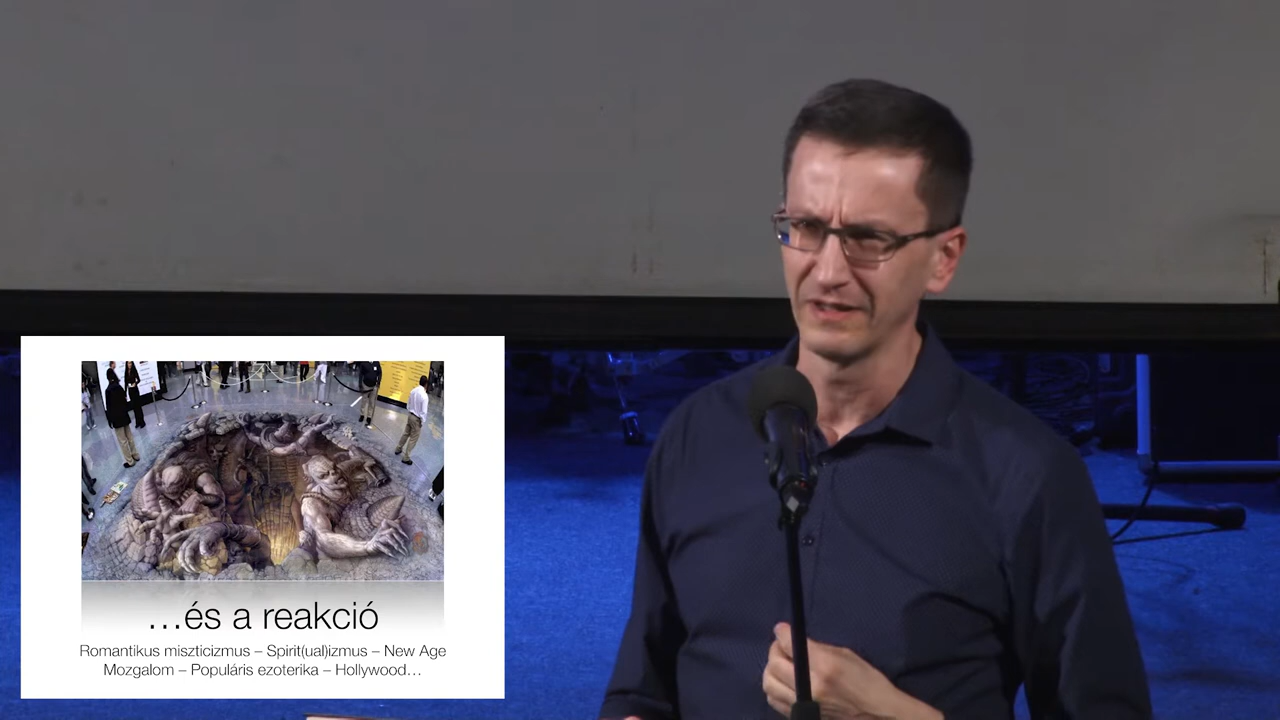 …és a reakció
Romantikus miszticizmus – Spirit(ual)izmus – New Age
Mozgalom – Populáris ezoterika – Hollywood…